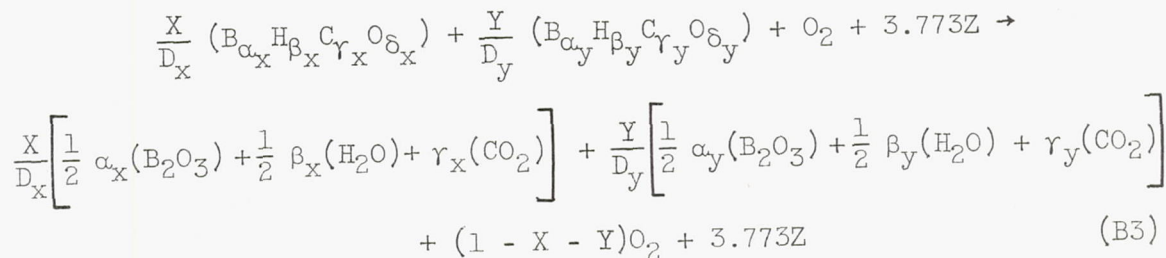 X/D_x (B_{α_x}H_{β_x}C_{γ_x}O_{δ_x}) + Y/D_y (B_{α_y}H_{β_y}C_{γ_y}O_{δ_y}) + O_2 + 3.773Z →
X/D_x [1/2 α_x(B_2O_3) + 1/2 β_x(H_2O) + γ_x(CO_2)] + Y/D_y [1/2 α_y(B_2O_3) + 1/2 β_y(H_2O) + γ_y(CO_2)]
+ (1 - X - Y)O_2 + 3.773Z (B3)